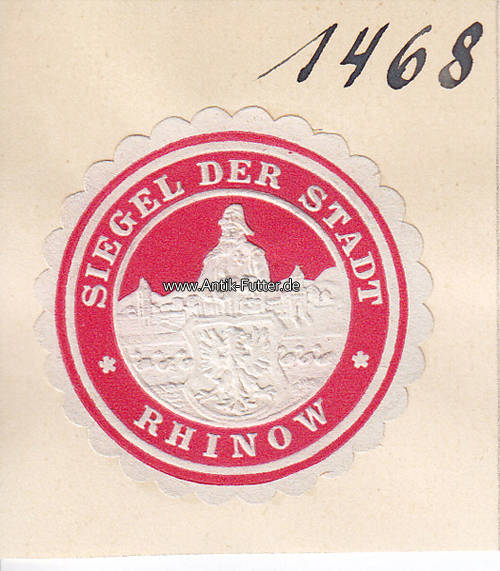 1468
SIEGEL DER STADT
www.Antik-Futter.de
* RHINOW *